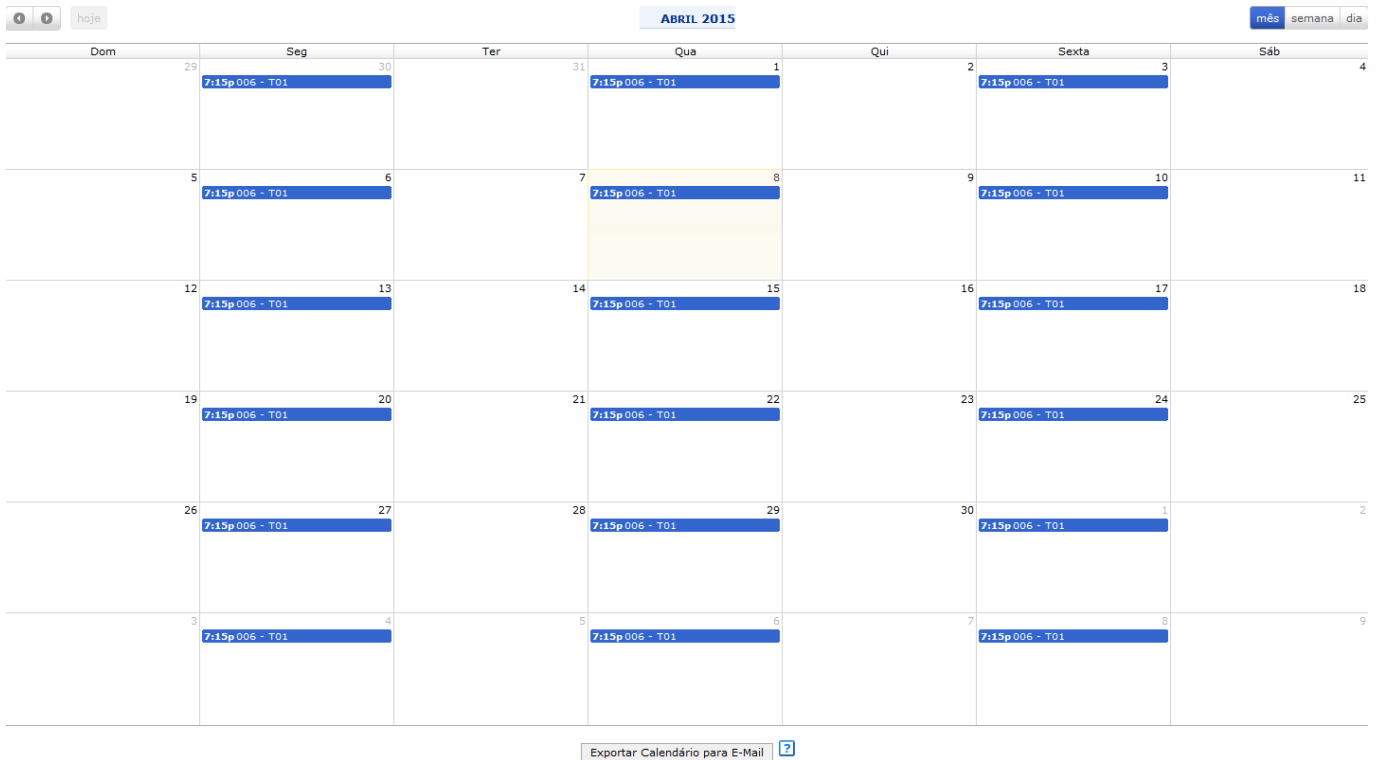 hoje ABRIL 2015 mês semana dia
Dom Seg Ter Qua Qui Sexta Sáb
29 30 31 1 2 3 4
7:15p 006 - T01 7:15p 006 - T01 7:15p 006 - T01
5 6 7 8 9 10 11
7:15p 006 - T01 7:15p 006 - T01 7:15p 006 - T01
12 13 14 15 16 17 18
7:15p 006 - T01 7:15p 006 - T01 7:15p 006 - T01
19 20 21 22 23 24 25
7:15p 006 - T01 7:15p 006 - T01 7:15p 006 - T01
26 27 28 29 30 1 2
7:15p 006 - T01 7:15p 006 - T01 7:15p 006 - T01
3 4 5 6 7 8 9
7:15p 006 - T01 7:15p 006 - T01 7:15p 006 - T01
Exportar Calendário para E-Mail ?